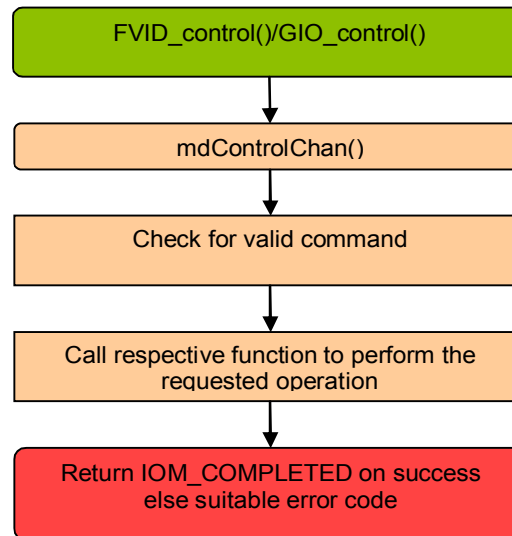 FVID_control()/GIO_control()
mdControlChan()
Check for valid command
Call respective function to perform the
requested operation
Return IOM_COMPLETED on success
else suitable error code